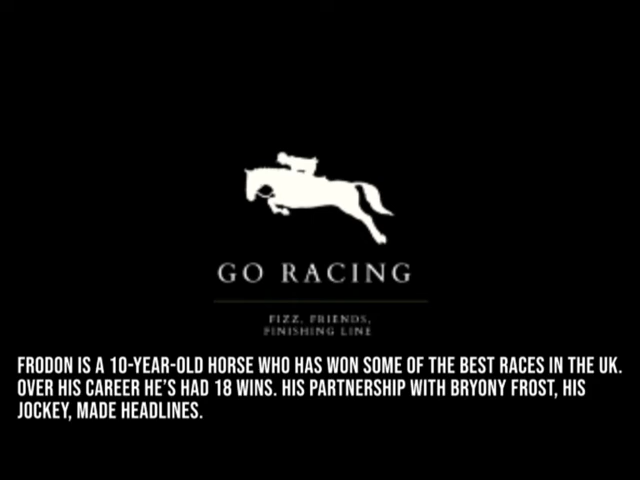 GO RACING
FIZZ, FRIENDS,
FINISHING LINE
FRODON IS A 10-YEAR-OLD HORSE WHO HAS WON SOME OF THE BEST RACES IN THE UK.
OVER HIS CAREER HE'S HAD 18 WINS. HIS PARTNERSHIP WITH BRYONY FROST, HIS
JOCKEY, MADE HEADLINES.